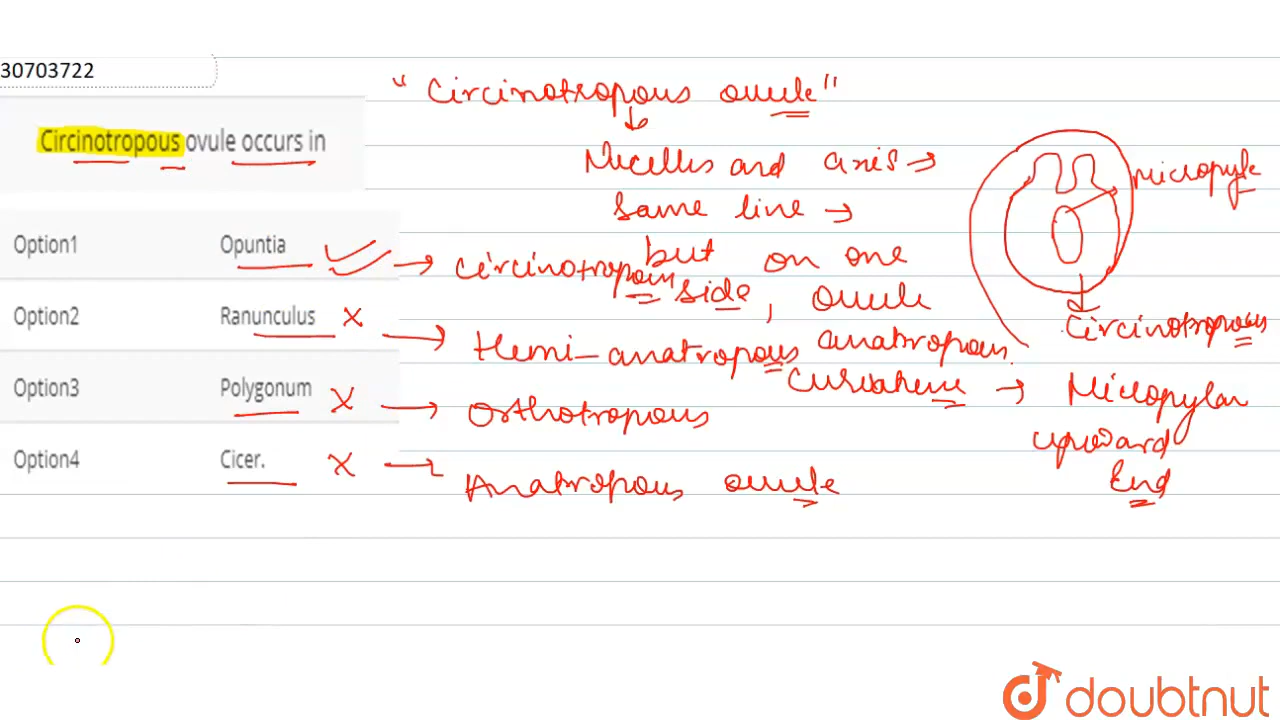 30703722
Circinotropous ovule occurs in
Option1 Opuntia
Option2 Ranunculus
Option3 Polygonum
Option4 Cicer.
"Circinotropous ovule"
Nucellus and axis →
same line →
but on one
side, ovule
anatropous
curvature → Micropylar
upward
End
→ circinotropous
→ Hemi-anatropous
→ Orthotropous
→ Anatropous ovule
micropyle
Circinotropous
doubtnut